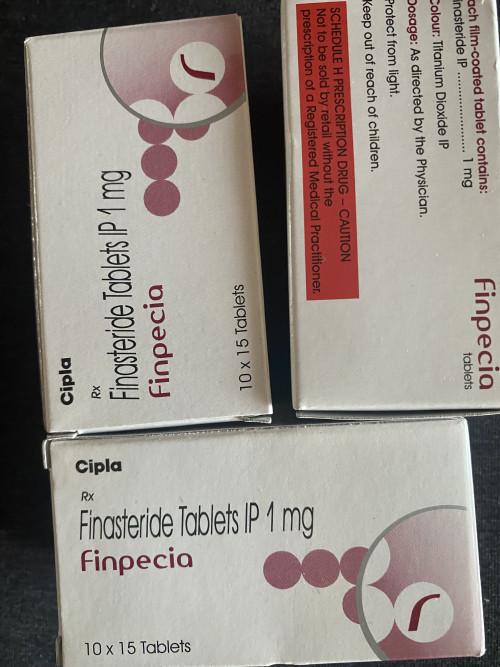 Cipla
Rx
Finasteride Tablets IP 1 mg
Finpecia
10 x 15 Tablets
ach film-coated tablet contains:
inasteride IP ..................... 1 mg
Colour: Titanium Dioxide IP
Dosage: As directed by the Physician.
Protect from light.
Keep out of reach of children.
SCHEDULE H PRESCRIPTION DRUG – CAUTION
Not to be sold by retail without the
prescription of a Registered Medical Practitioner.
Finpecia
tablets
Cipla
Rx
Finasteride Tablets IP 1 mg
Finpecia
10 x 15 Tablets